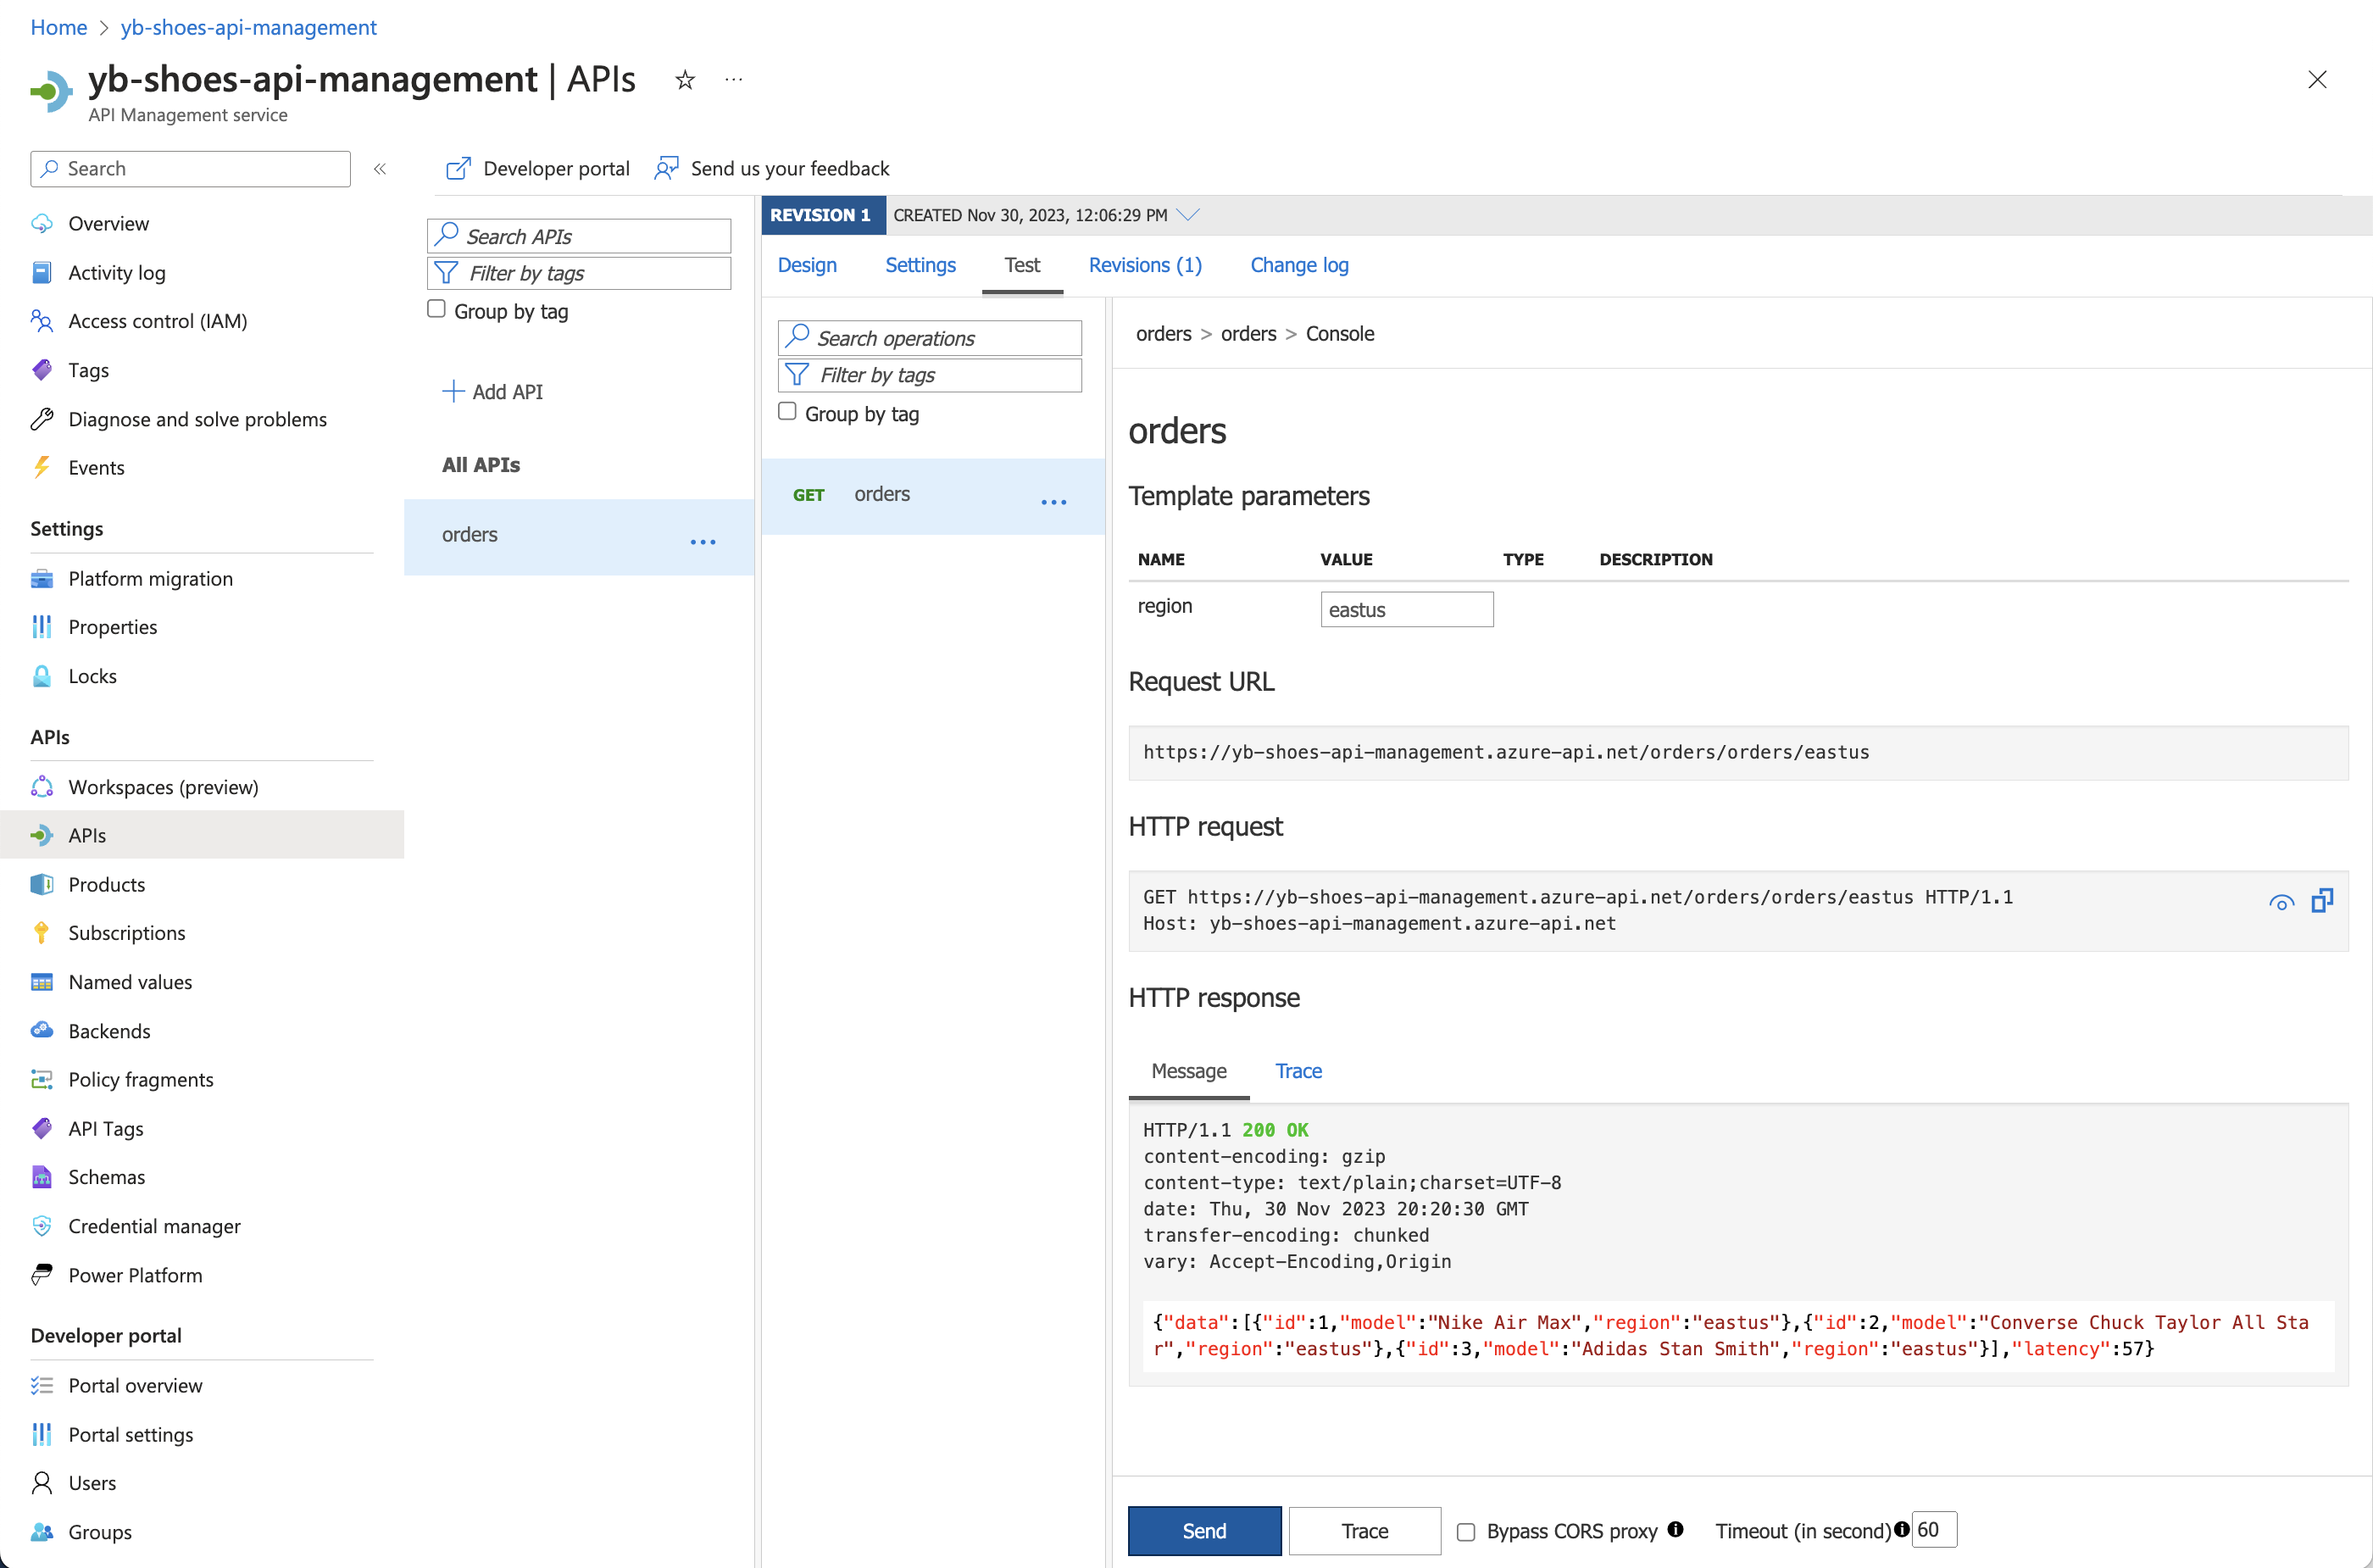 Home > yb-shoes-api-management
yb-shoes-api-management | APIs
API Management service
Search
Overview
Activity log
Access control (IAM)
Tags
Diagnose and solve problems
Events
Settings
Platform migration
Properties
Locks
APIs
Workspaces (preview)
APIs
Products
Subscriptions
Named values
Backends
Policy fragments
API Tags
Schemas
Credential manager
Power Platform
Developer portal
Portal overview
Portal settings
Users
Groups
Developer portal
Send us your feedback
Search APIs
Filter by tags
Group by tag
Add API
All APIs
orders
REVISION 1 CREATED Nov 30, 2023, 12:06:29 PM
Design Settings Test Revisions (1) Change log
Search operations
Filter by tags
Group by tag
GET orders
orders > orders > Console
orders
Template parameters
NAME VALUE TYPE DESCRIPTION
region eastus
Request URL
https://yb-shoes-api-management.azure-api.net/orders/orders/eastus
HTTP request
GET https://yb-shoes-api-management.azure-api.net/orders/orders/eastus HTTP/1.1
Host: yb-shoes-api-management.azure-api.net
HTTP response
Message Trace
HTTP/1.1 200 OK
content-encoding: gzip
content-type: text/plain;charset=UTF-8
date: Thu, 30 Nov 2023 20:20:30 GMT
transfer-encoding: chunked
vary: Accept-Encoding,Origin
{"data":[{"id":1,"model":"Nike Air Max","region":"eastus"},{"id":2,"model":"Converse Chuck Taylor All Sta
r","region":"eastus"},{"id":3,"model":"Adidas Stan Smith","region":"eastus"}],"latency":57}
Send Trace Bypass CORS proxy Timeout (in second) 60